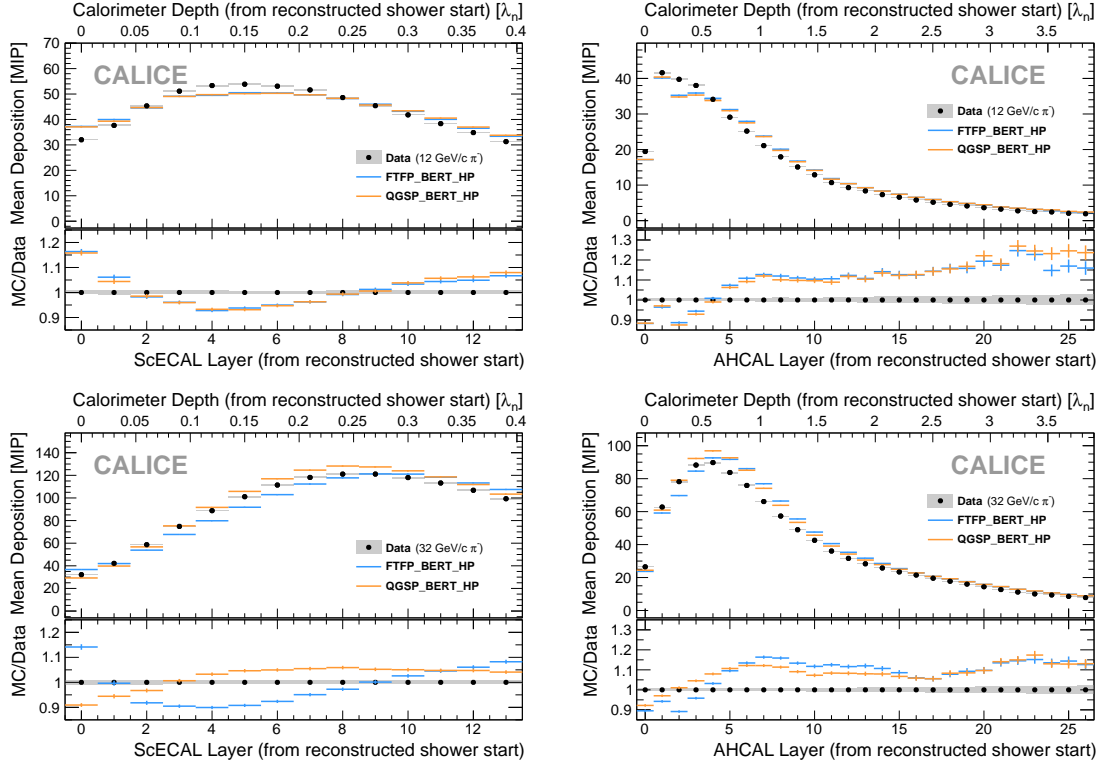 Calorimeter Depth (from reconstructed shower start) [λn]
0 0.05 0.1 0.15 0.2 0.25 0.3 0.35 0.4
Mean Deposition [MIP]
70
60
50
40
30
20
10
0
CALICE
Data (12 GeV/c π-)
FTFP_BERT_HP
QGSP_BERT_HP
MC/Data
1.2
1.1
1
0.9
0 2 4 6 8 10 12
ScECAL Layer (from reconstructed shower start)
Calorimeter Depth (from reconstructed shower start) [λn]
0 0.5 1 1.5 2 2.5 3 3.5
Mean Deposition [MIP]
40
30
20
10
0
CALICE
Data (12 GeV/c π-)
FTFP_BERT_HP
QGSP_BERT_HP
MC/Data
1.3
1.2
1.1
1
0.9
0 5 10 15 20 25
AHCAL Layer (from reconstructed shower start)
Calorimeter Depth (from reconstructed shower start) [λn]
0 0.05 0.1 0.15 0.2 0.25 0.3 0.35 0.4
Mean Deposition [MIP]
140
120
100
80
60
40
20
0
CALICE
Data (32 GeV/c π-)
FTFP_BERT_HP
QGSP_BERT_HP
MC/Data
1.2
1.1
1
0.9
0 2 4 6 8 10 12
ScECAL Layer (from reconstructed shower start)
Calorimeter Depth (from reconstructed shower start) [λn]
0 0.5 1 1.5 2 2.5 3 3.5
Mean Deposition [MIP]
100
80
60
40
20
0
CALICE
Data (32 GeV/c π-)
FTFP_BERT_HP
QGSP_BERT_HP
MC/Data
1.3
1.2
1.1
1
0.9
0 5 10 15 20 25
AHCAL Layer (from reconstructed shower start)